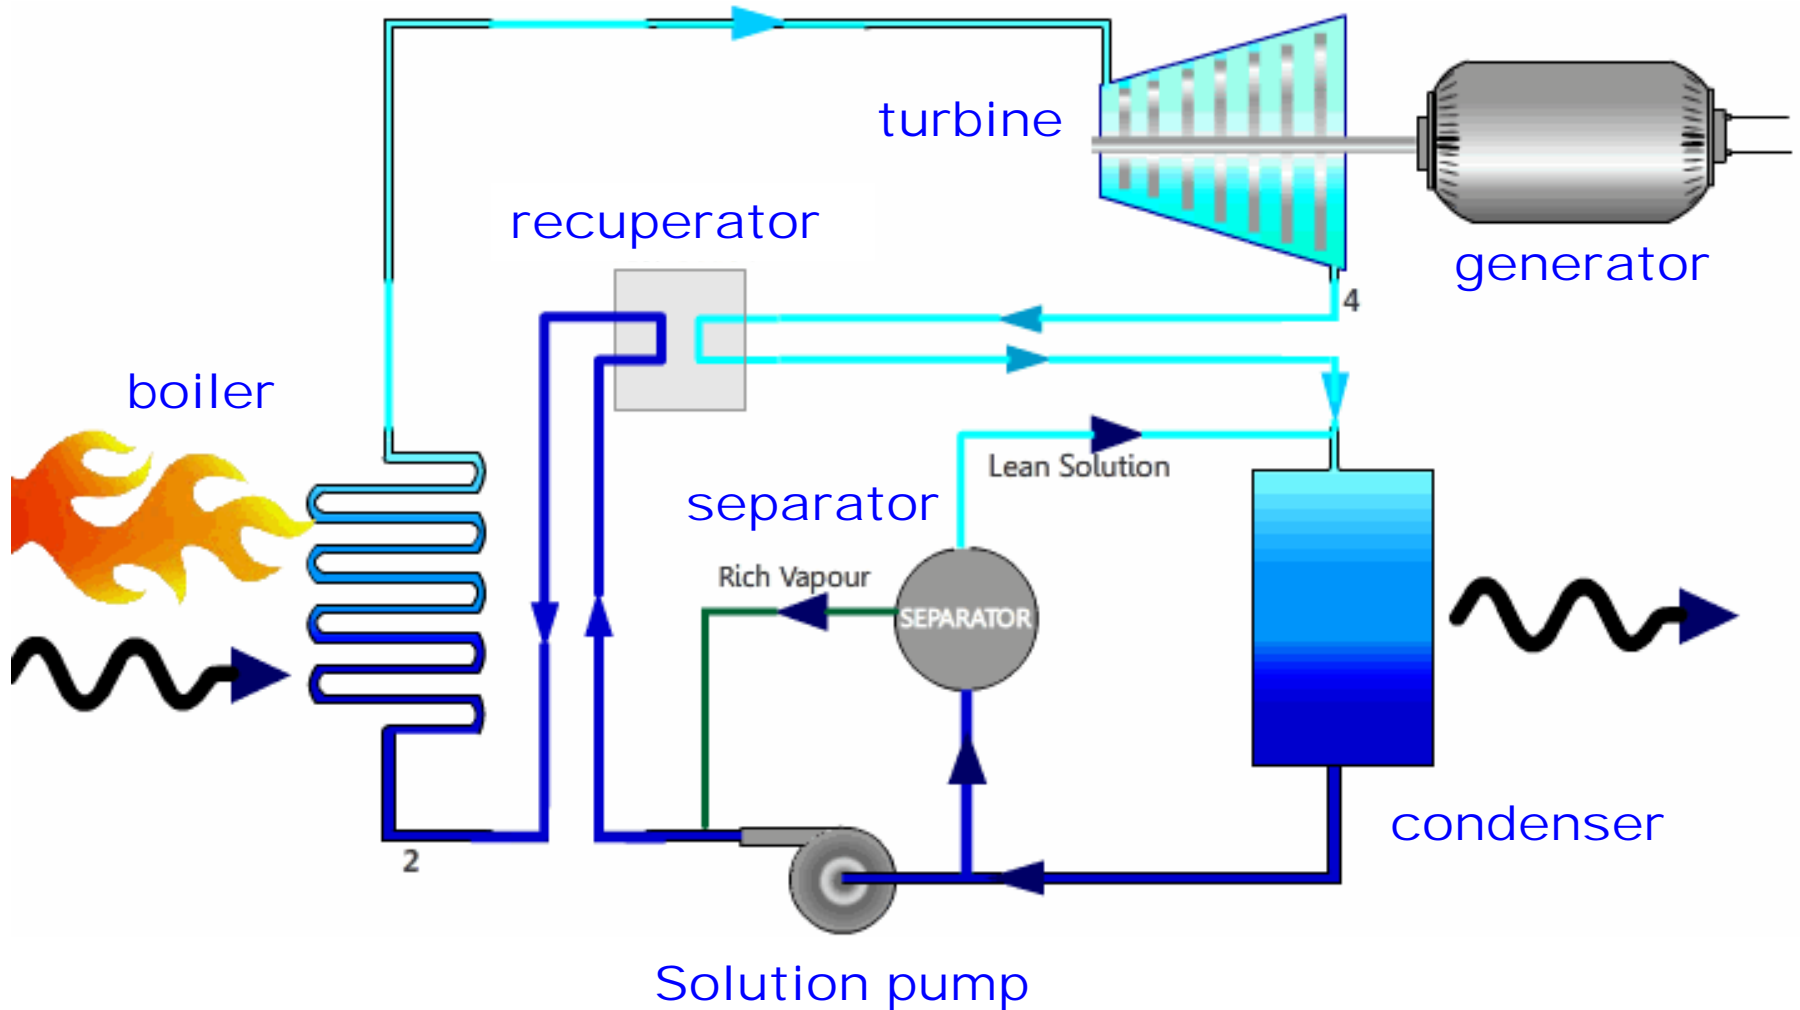 turbine
recuperator
generator
4
boiler
Lean Solution
separator
Rich Vapour
SEPARATOR
condenser
2
Solution pump